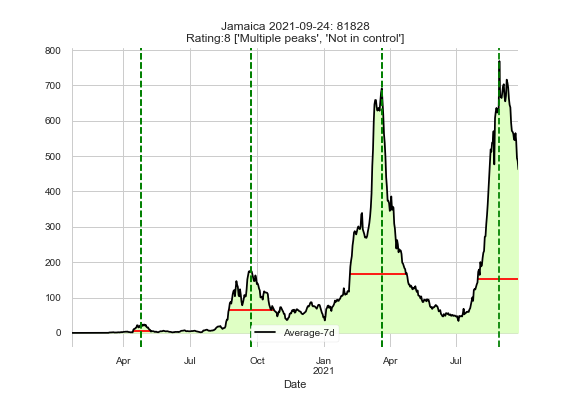 Jamaica 2021-09-24: 81828
Rating:8 ['Multiple peaks', 'Not in control']
800
700
600
500
400
300
200
100
0
Average-7d
Apr
Jul
Oct
Jan
2021
Apr
Jul
Date